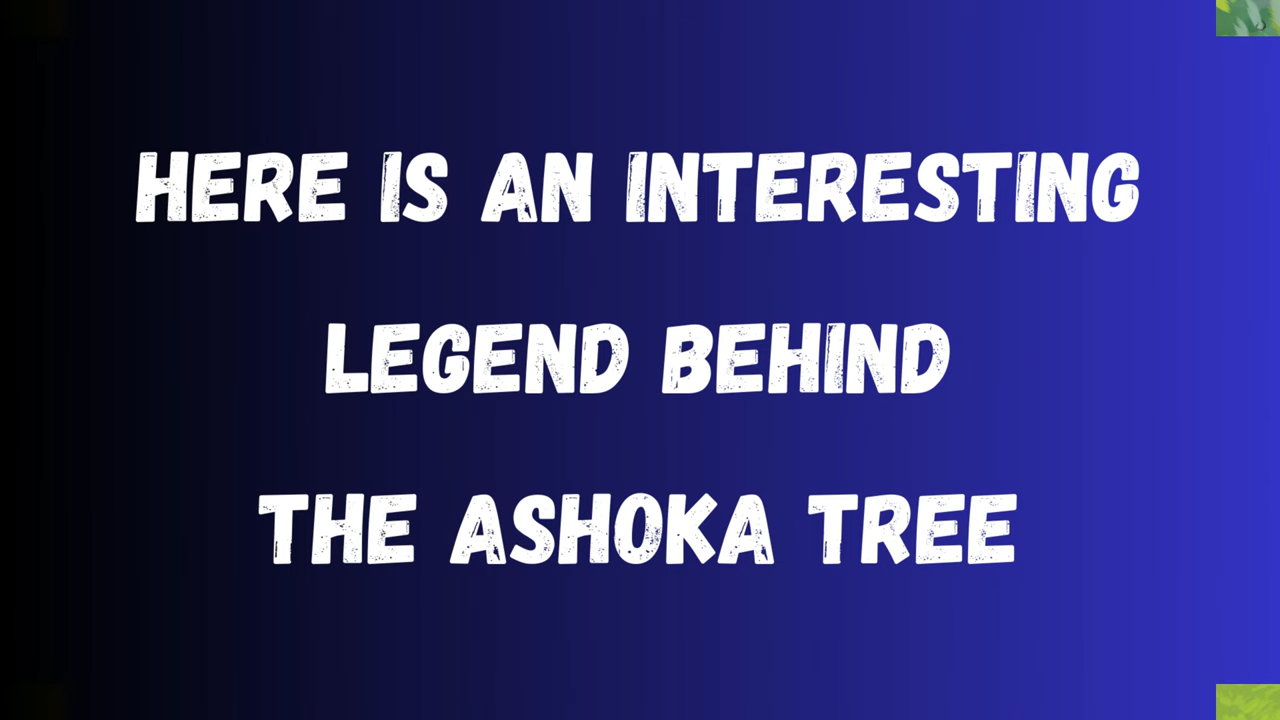 HERE IS AN INTERESTING
LEGEND BEHIND
THE ASHOKA TREE